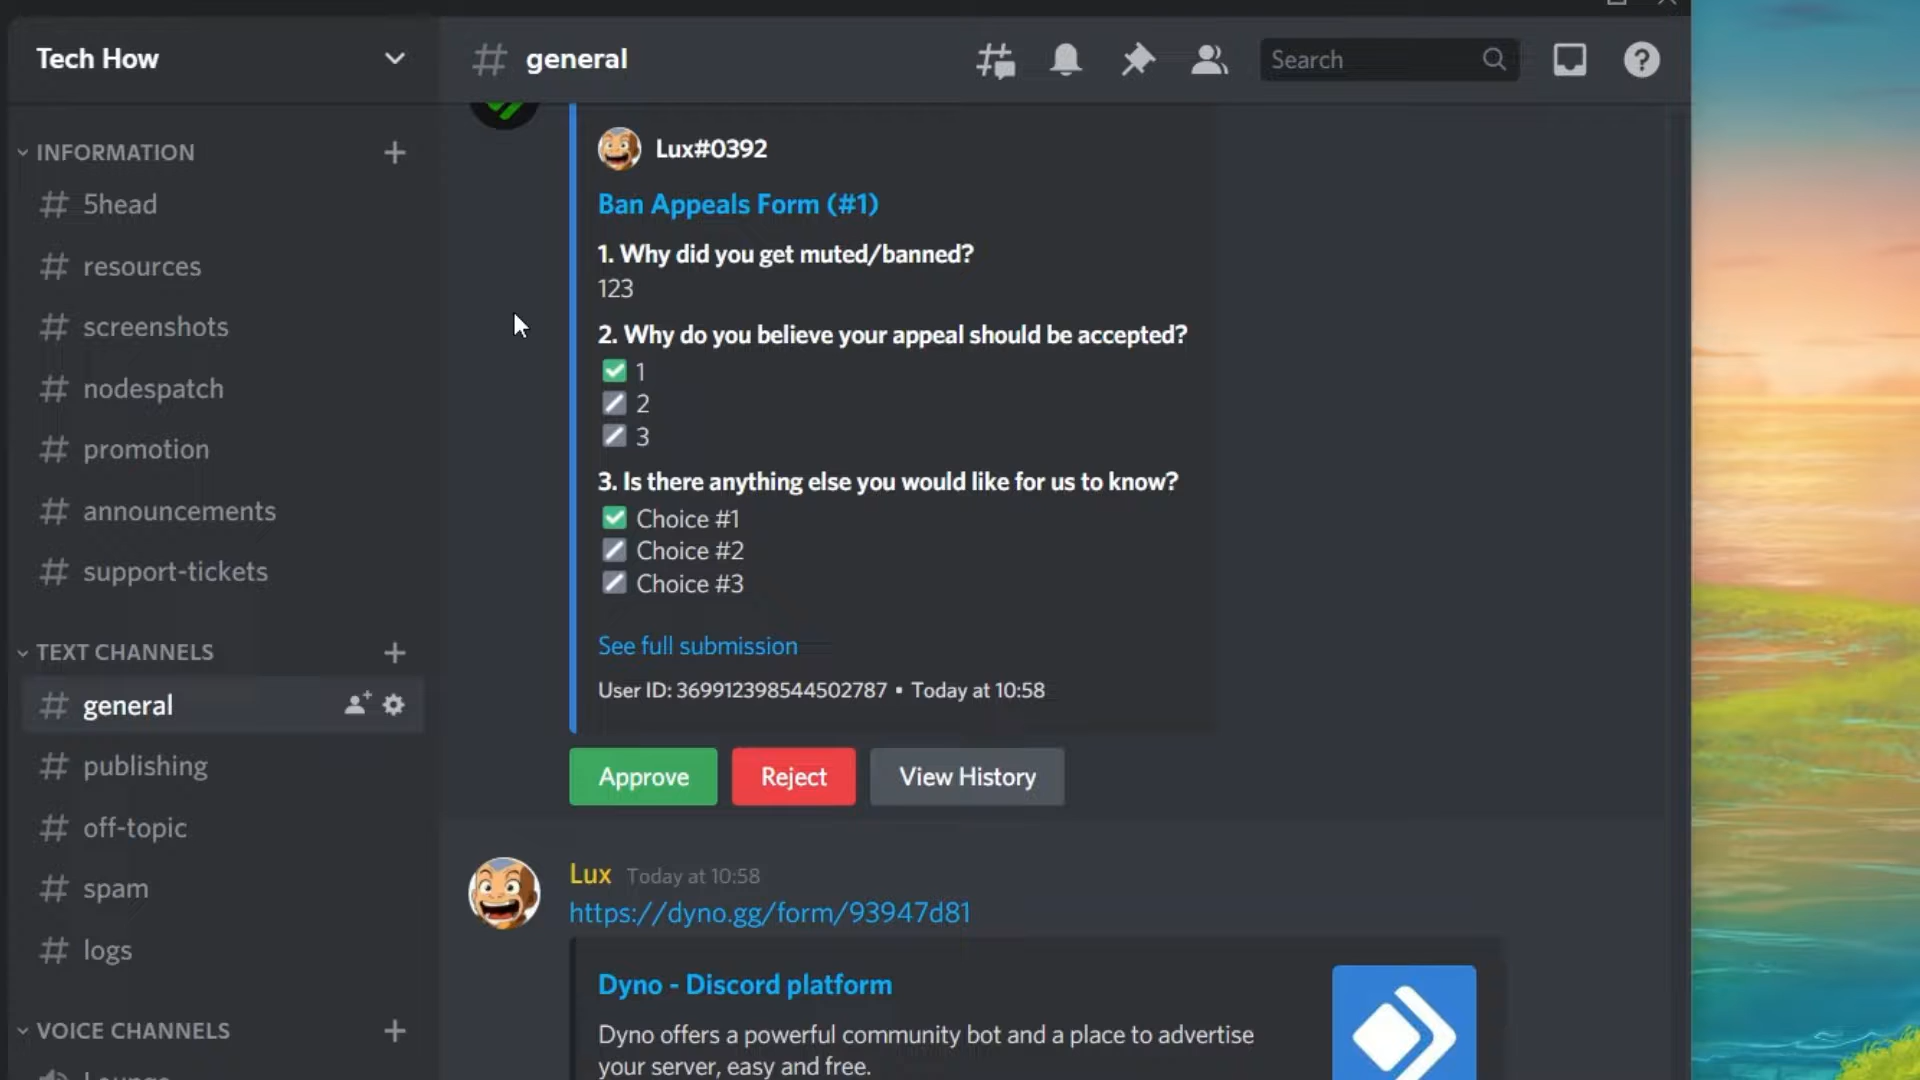 Tech How
general
Search
INFORMATION
5head
resources
screenshots
nodespatch
promotion
announcements
support-tickets
TEXT CHANNELS
general
publishing
off-topic
spam
logs
VOICE CHANNELS
Lounge
Lux#0392
Ban Appeals Form (#1)
1. Why did you get muted/banned?
123
2. Why do you believe your appeal should be accepted?
1
2
3
3. Is there anything else you would like for us to know?
Choice #1
Choice #2
Choice #3
See full submission
User ID: 369912398544502787 • Today at 10:58
Approve Reject View History
Lux Today at 10:58
https://dyno.gg/form/93947d81
Dyno - Discord platform
Dyno offers a powerful community bot and a place to advertise
your server, easy and free.